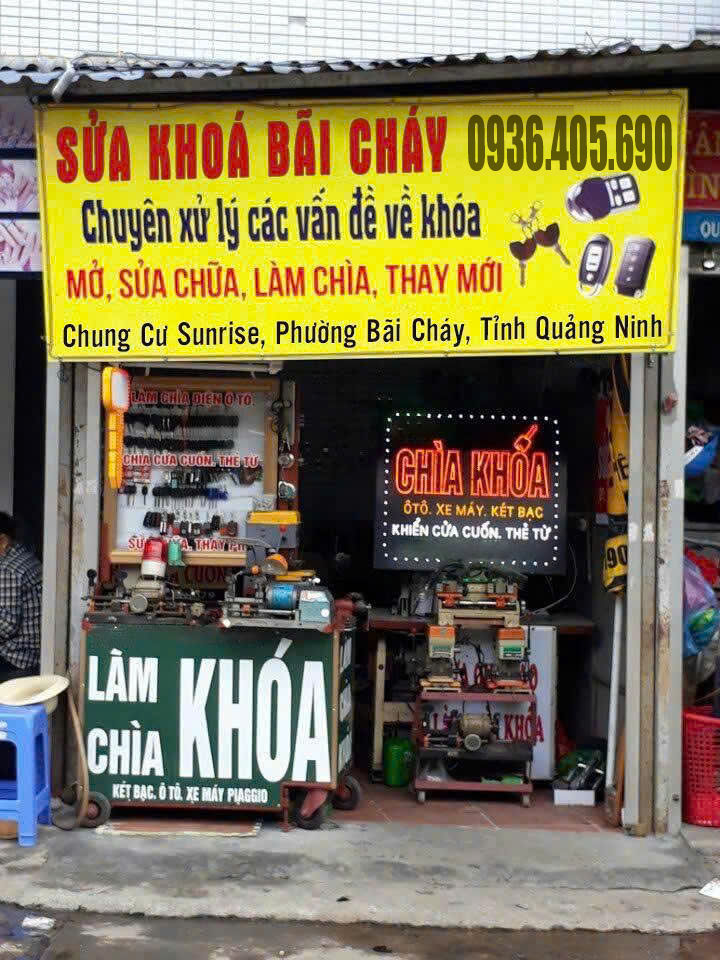 SỬA KHOÁ BÃI CHÁY 0936.405.690
Chuyên xử lý các vấn đề về khóa
MỞ, SỬA CHỮA, LÀM CHÌA, THAY MỚI
Chung Cư Sunrise, Phường Bãi Cháy, Tỉnh Quảng Ninh
LÀM CHÌA ĐIỆN Ô TÔ.
CHÌA CỬA CUỐN. THẺ TỪ
CHÌA KHÓA
ÔTÔ. XE MÁY. KÉT BẠC
KHIỂN CỬA CUỐN. THẺ TỪ
LÀM CHÌA KHÓA
KÉT BẠC. Ô TÔ. XE MÁY PIAGGIO
KHÓA
90
QU